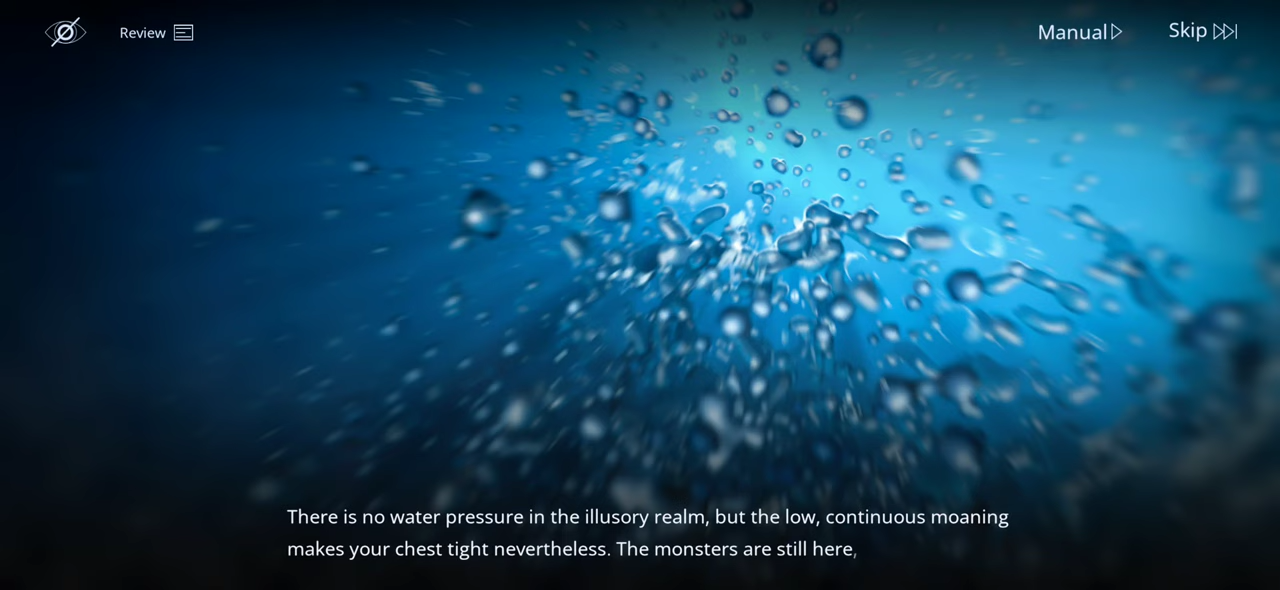 Review
Manual
Skip
There is no water pressure in the illusory realm, but the low, continuous moaning
makes your chest tight nevertheless. The monsters are still here,